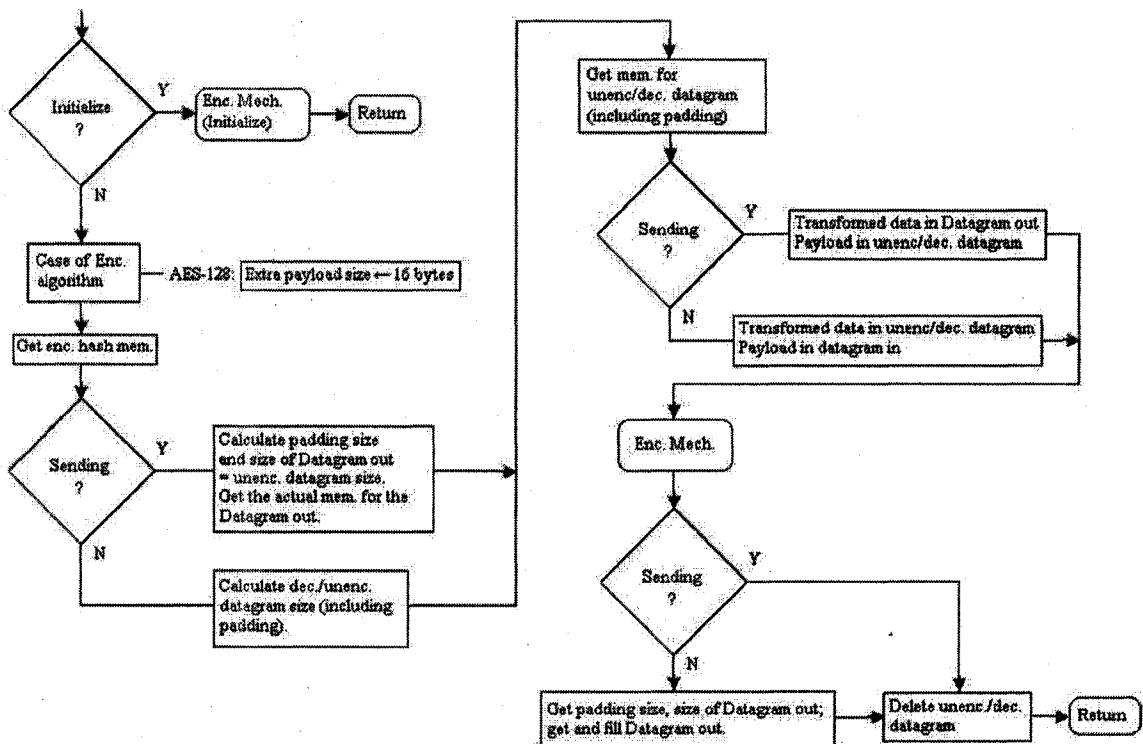 Initialize
?
Y
Enc. Mech.
(Initialize)
Return
N
Case of Enc.
algorithm
AES-128:
Extra payload size ← 16 bytes
Get enc. hash mem.
Sending
?
Y
Calculate padding size
and size of Datagram out
= unenc. datagram size.
Get the actual mem. for the
Datagram out.
N
Calculate dec./unenc.
datagram size (including
padding).
Get mem. for
unenc/dec. datagram
(including padding)
Sending
?
Y
Transformed data in Datagram out
Payload in unenc/dec. datagram
N
Transformed data in unenc/dec. datagram
Payload in datagram in
Enc. Mech.
Sending
?
Y
N
Get padding size, size of Datagram out;
get and fill Datagram out.
Delete unenc./dec.
datagram
Return